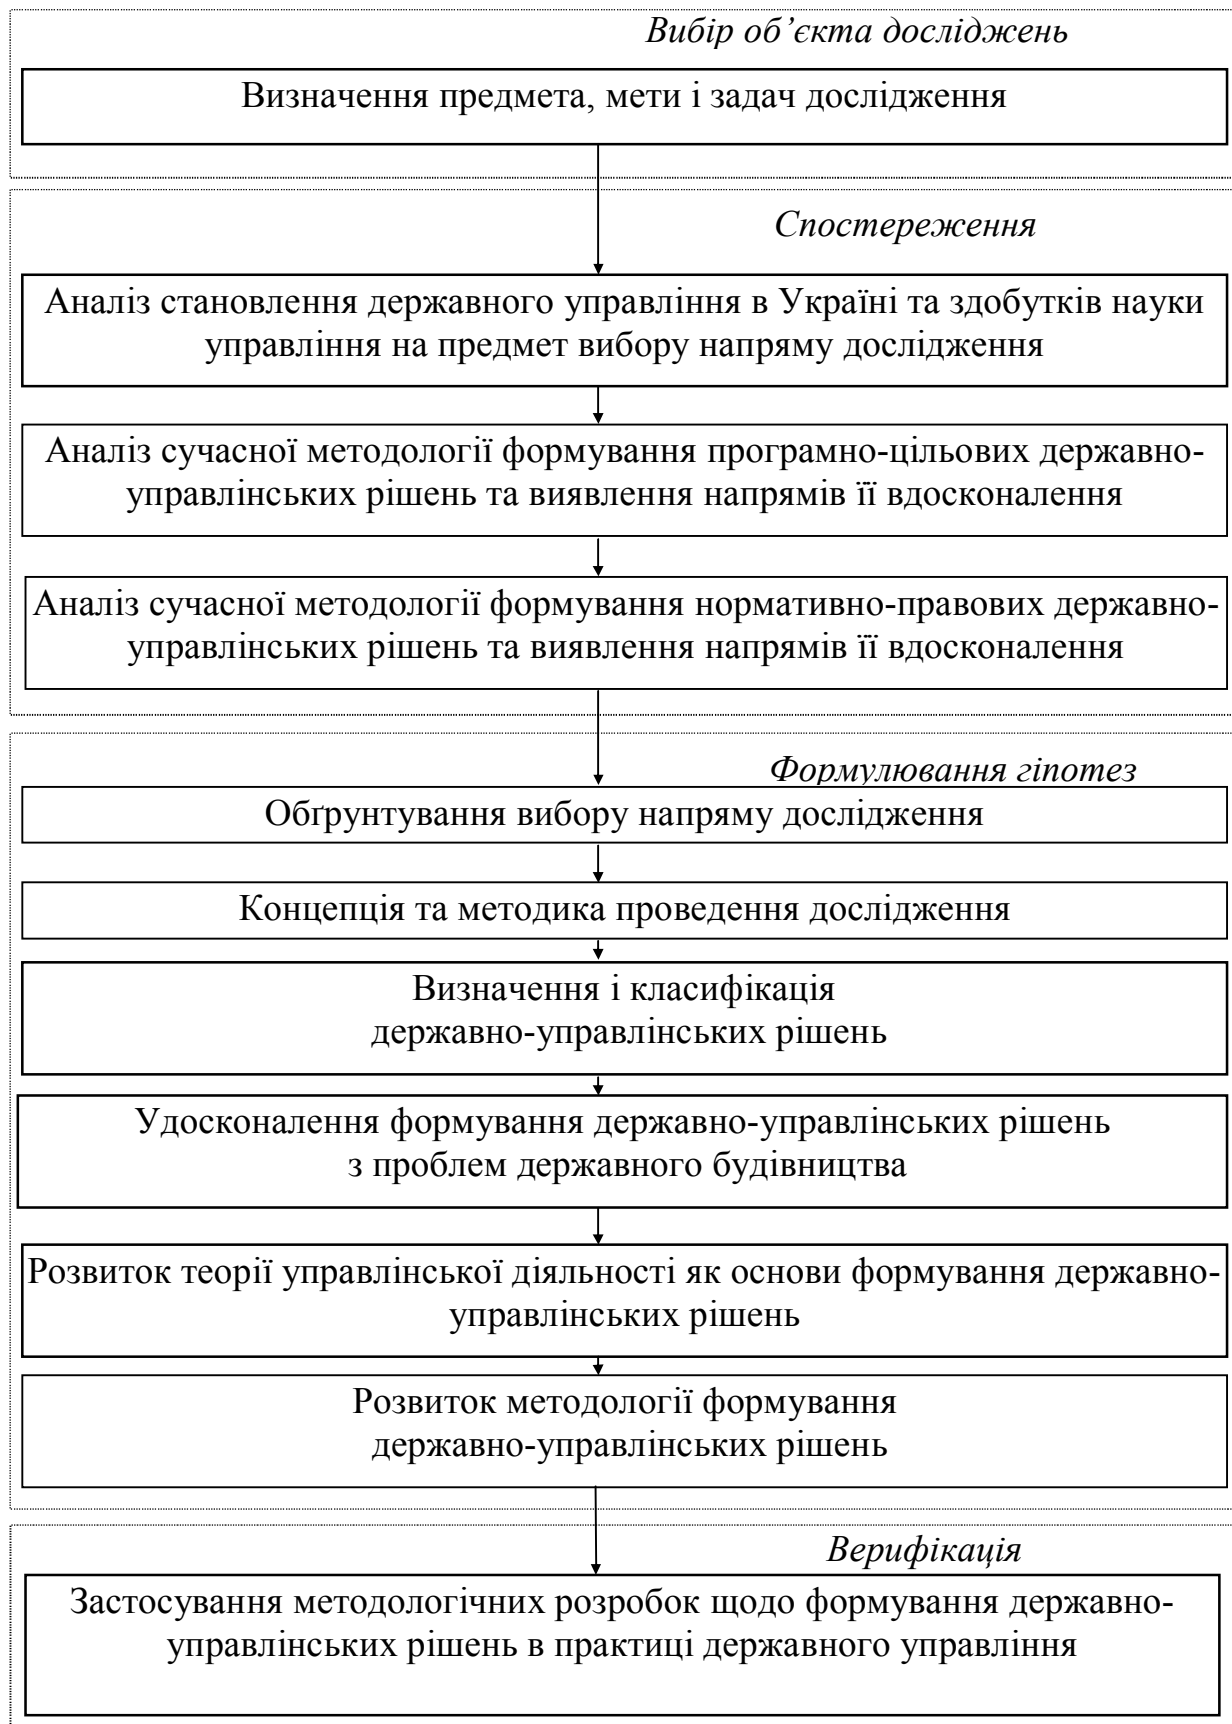 Вибір об’єкта досліджень
Визначення предмета, мети і задач дослідження
Спостереження
Аналіз становлення державного управління в Україні та здобутків науки
управління на предмет вибору напряму дослідження
Аналіз сучасної методології формування програмно-цільових державно-
управлінських рішень та виявлення напрямів її вдосконалення
Аналіз сучасної методології формування нормативно-правових державно-
управлінських рішень та виявлення напрямів її вдосконалення
Формулювання гіпотез
Обґрунтування вибору напряму дослідження
Концепція та методика проведення дослідження
Визначення і класифікація
державно-управлінських рішень
Удосконалення формування державно-управлінських рішень
з проблем державного будівництва
Розвиток теорії управлінської діяльності як основи формування державно-
управлінських рішень
Розвиток методології формування
державно-управлінських рішень
Верифікація
Застосування методологічних розробок щодо формування державно-
управлінських рішень в практиці державного управління